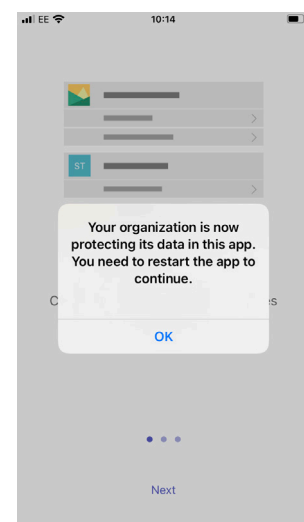 EE 10:14
ST
Your organization is now
protecting its data in this app.
You need to restart the app to
continue.
OK
Next